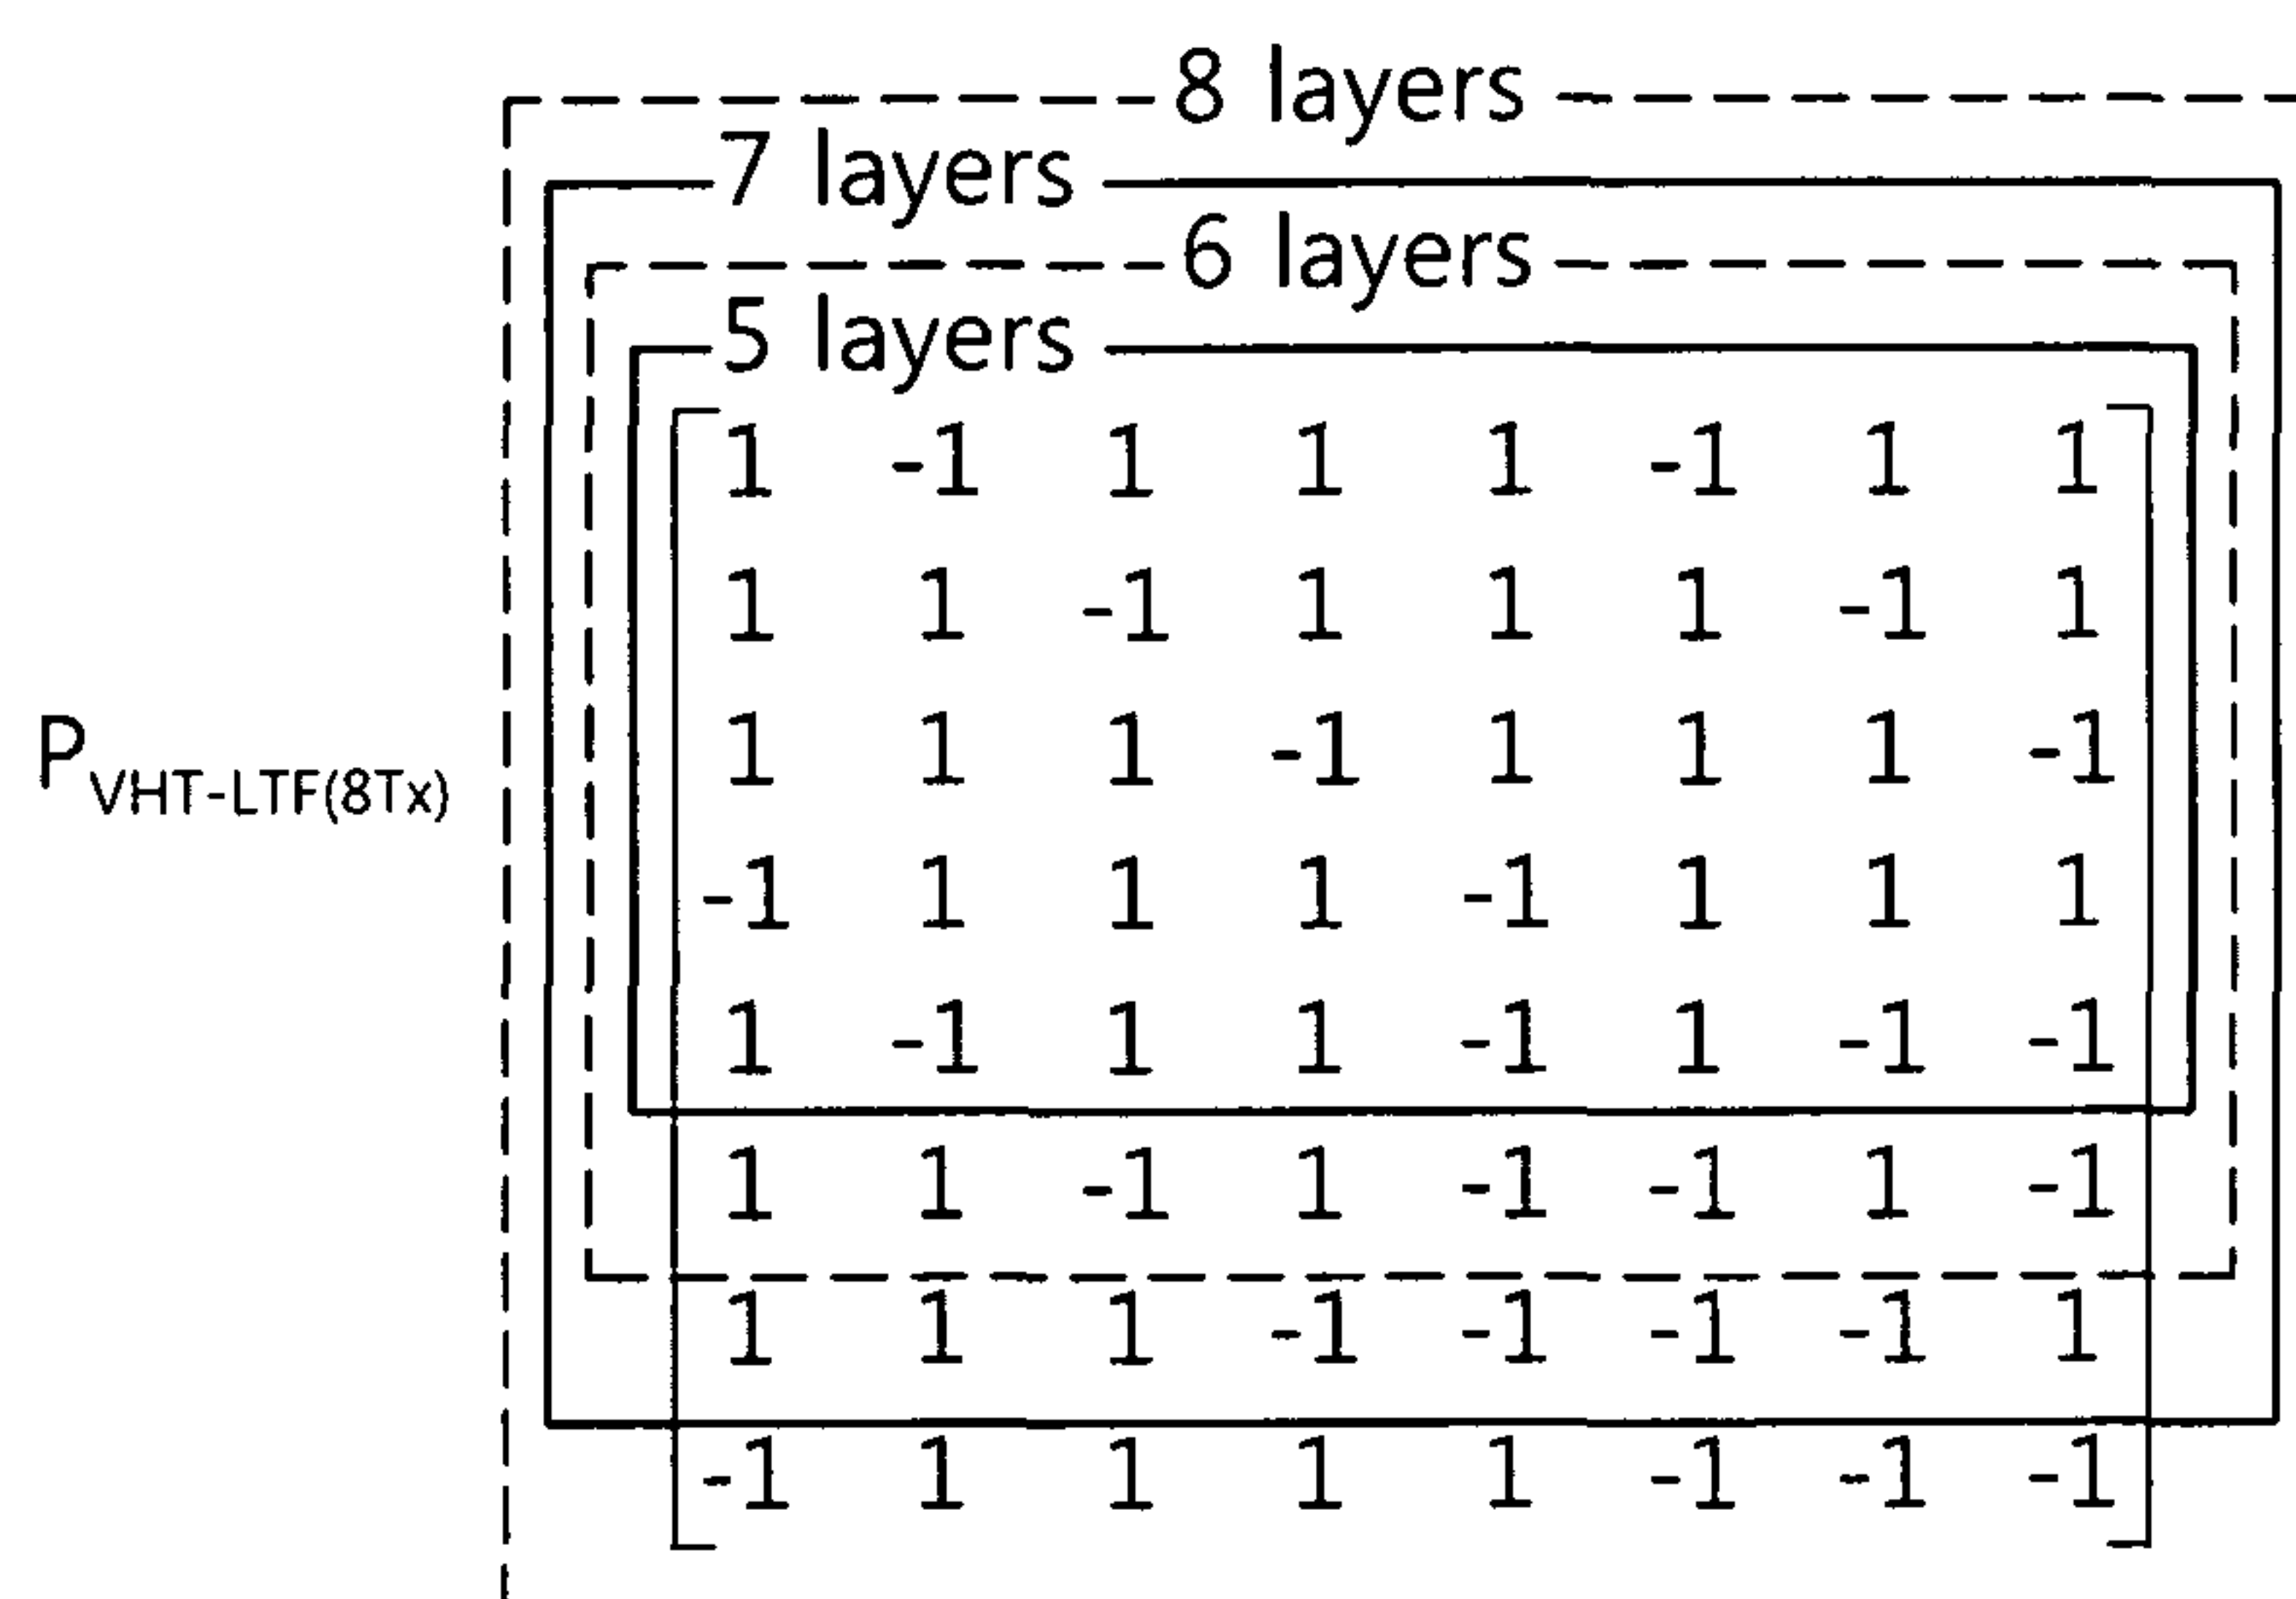 8 layers
7 layers
6 layers
5 layers
1 -1 1 1 1 -1 1 1
1 1 -1 1 1 1 -1 1
1 1 1 -1 1 1 1 -1
P VHT-LTF(8Tx)
-1 1 1 1 -1 1 1 1
1 -1 1 1 -1 1 -1 -1
1 1 -1 1 -1 -1 1 -1
1 1 1 -1 -1 -1 -1 1
-1 1 1 1 1 -1 -1 -1